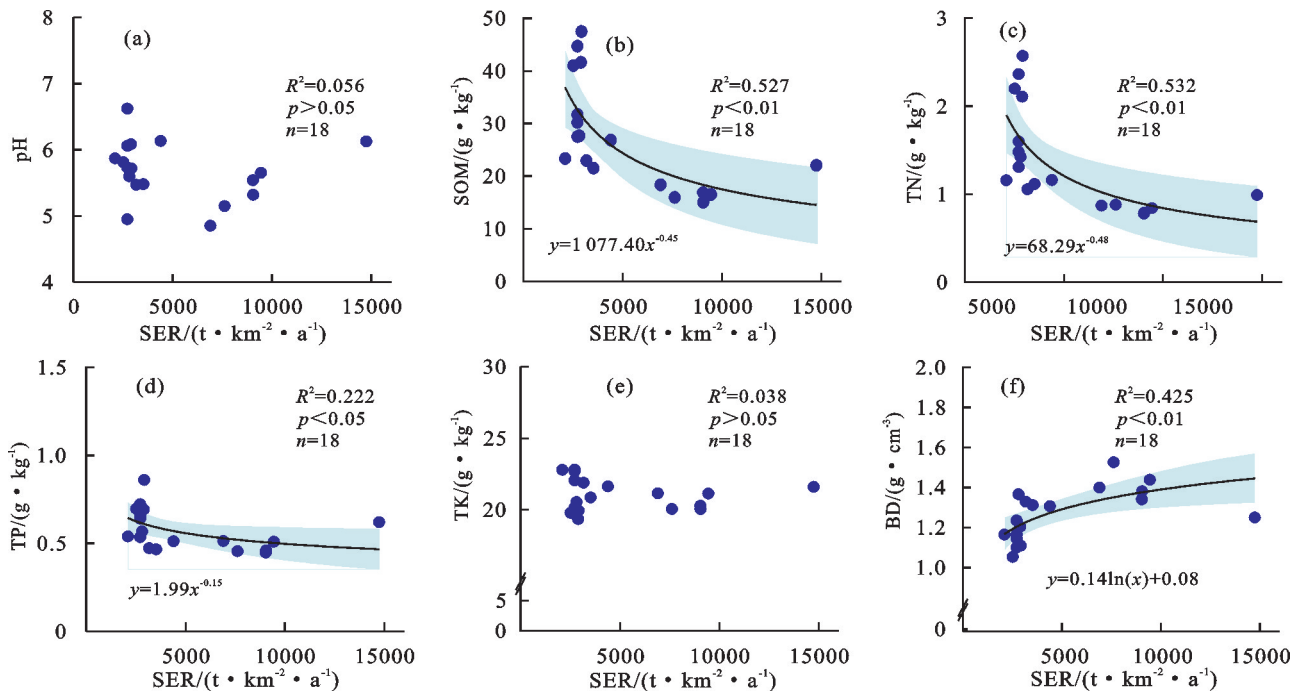 (a)
R²=0.056
p＞0.05
n=18
pH
8
7
6
5
4
0
5000
10000
15000
SER/(t • km⁻² • a⁻¹)
(b)
R²=0.527
p＜0.01
n=18
SOM/(g • kg⁻¹)
50
40
30
20
10
0
y=1 077.40x⁻⁰·⁴⁵
5000
10000
15000
SER/(t • km⁻² • a⁻¹)
(c)
R²=0.532
p＜0.01
n=18
TN/(g • kg⁻¹)
3
2
1
0
y=68.29x⁻⁰·⁴⁸
5000
10000
15000
SER/(t • km⁻² • a⁻¹)
(d)
R²=0.222
p＜0.05
n=18
TP/(g • kg⁻¹)
1.5
1.0
0.5
0
y=1.99x⁻⁰·¹⁵
5000
10000
15000
SER/(t • km⁻² • a⁻¹)
(e)
R²=0.038
p＞0.05
n=18
TK/(g • kg⁻¹)
30
25
20
5
0
5000
10000
15000
SER/(t • km⁻² • a⁻¹)
(f)
R²=0.425
p＜0.01
n=18
BD/(g • cm⁻³)
2.0
1.8
1.6
1.4
1.2
1.0
0
y=0.14ln(x)+0.08
5000
10000
15000
SER/(t • km⁻² • a⁻¹)